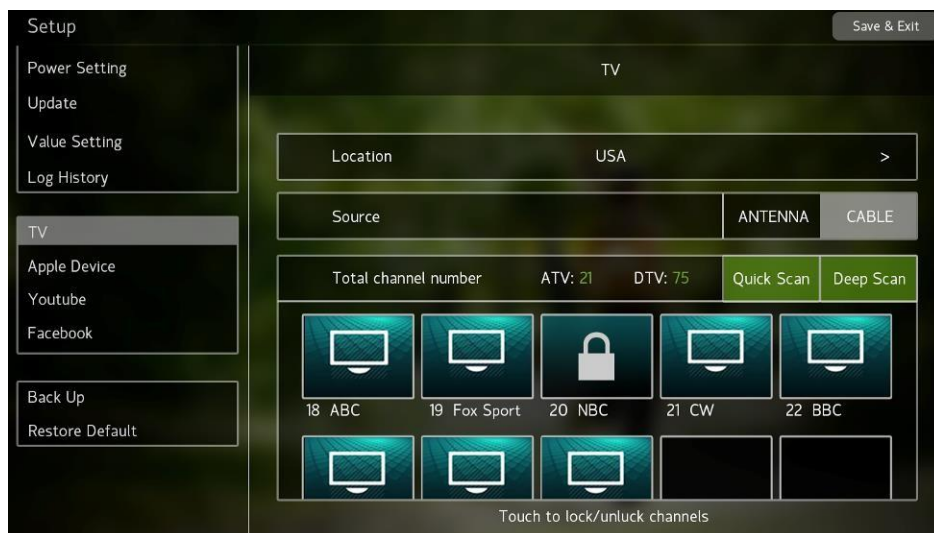 Setup
Save & Exit
Power Setting
Update
Value Setting
Log History
TV
Apple Device
Youtube
Facebook
Back Up
Restore Default
TV
Location USA >
Source ANTENNA CABLE
Total channel number ATV: 21 DTV: 75 Quick Scan Deep Scan
18 ABC 19 Fox Sport 20 NBC 21 CW 22 BBC
Touch to lock/unluck channels